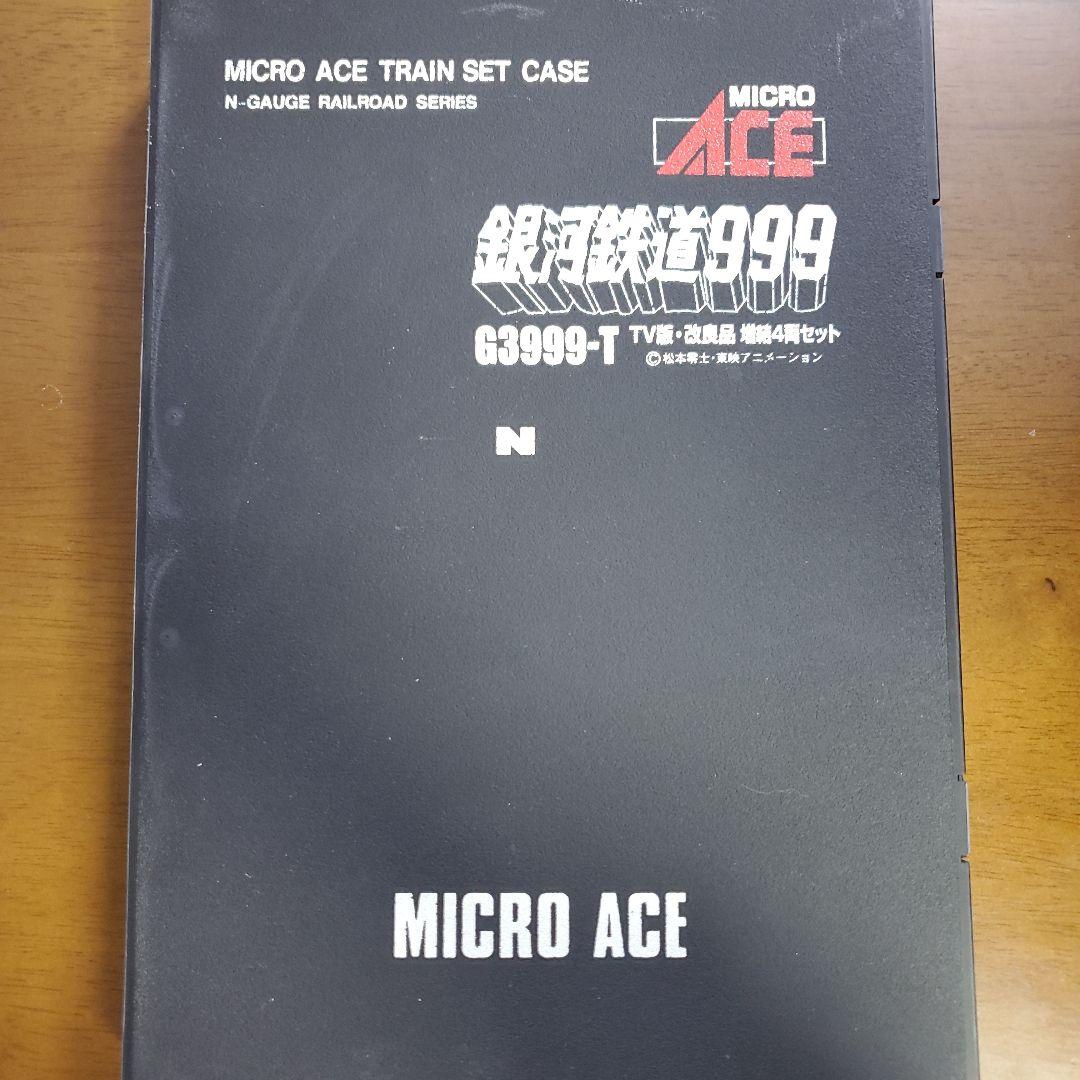 MICRO ACE TRAIN SET CASE
N-GAUGE RAILROAD SERIES
MICRO
ACE
銀河鉄道999
G3999-T TV版・改良品 増結4両セット
©松本零士・東映アニメーション
N
MICRO ACE